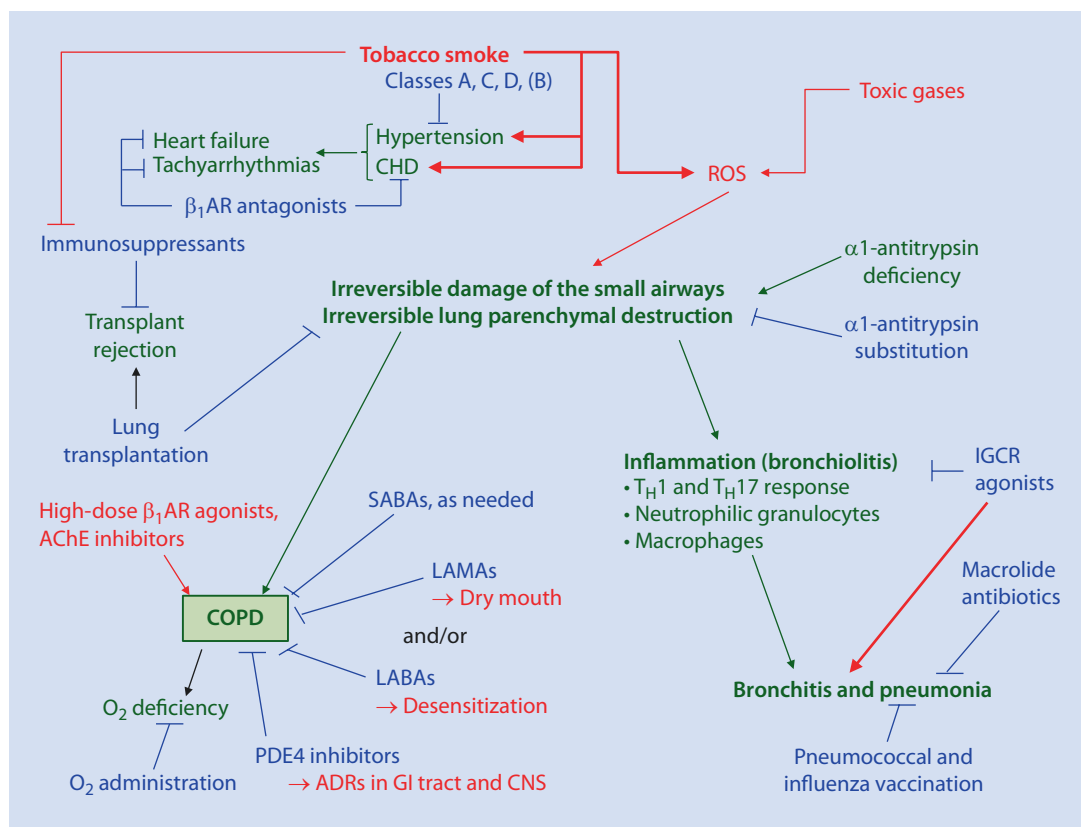 Tobacco smoke
Classes A, C, D, (B)
Toxic gases
Heart failure
Tachyarrhythmias
Hypertension
CHD
ROS
β₁AR antagonists
Immunosuppressants
α1-antitrypsin
deficiency
Irreversible damage of the small airways
Irreversible lung parenchymal destruction
Transplant
rejection
α1-antitrypsin
substitution
Lung
transplantation
Inflammation (bronchiolitis)
• T_H1 and T_H17 response
• Neutrophilic granulocytes
• Macrophages
IGCR
agonists
High-dose β₁AR agonists,
AChE inhibitors
SABAs, as needed
LAMAs
→ Dry mouth
Macrolide
antibiotics
COPD
and/or
LABAs
→ Desensitization
Bronchitis and pneumonia
O₂ deficiency
PDE4 inhibitors
→ ADRs in GI tract and CNS
O₂ administration
Pneumococcal and
influenza vaccination